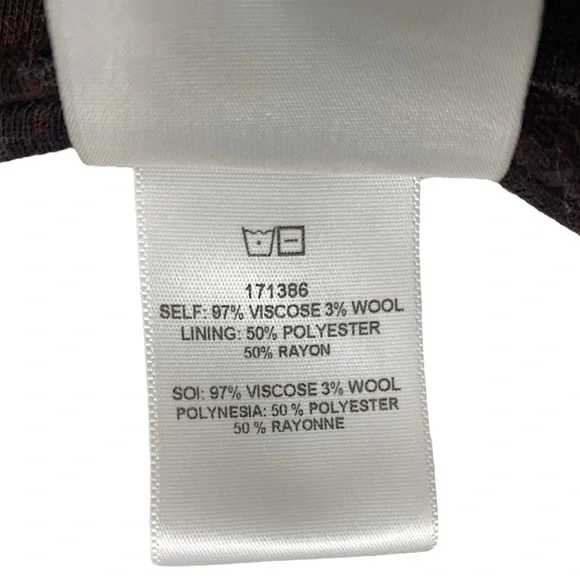 171386
SELF: 97% VISCOSE 3% WOOL
LINING: 50% POLYESTER
50% RAYON
SOI: 97% VISCOSE 3% WOOL
POLYNESIA: 50 % POLYESTER
50 % RAYONNE